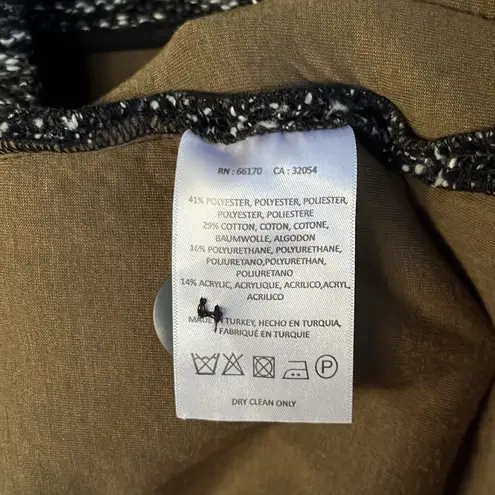 RN : 66170 CA : 32054
41% POLYESTER, POLYESTER, POLIESTER,
POLYESTER, POLIESTERE
29% COTTON, COTON, COTONE,
BAUMWOLLE, ALGODON
16% POLYURETHANE, POLYURETHANE,
POLIURETANO,POLYURETHAN,
POLIURETANO
14% ACRYLIC, ACRYLIQUE, ACRILICO,ACRYL,
ACRILICO
TURKEY, HECHO EN TURQUIA,
FABRIQUÉ EN TURQUIE
P
DRY CLEAN ONLY